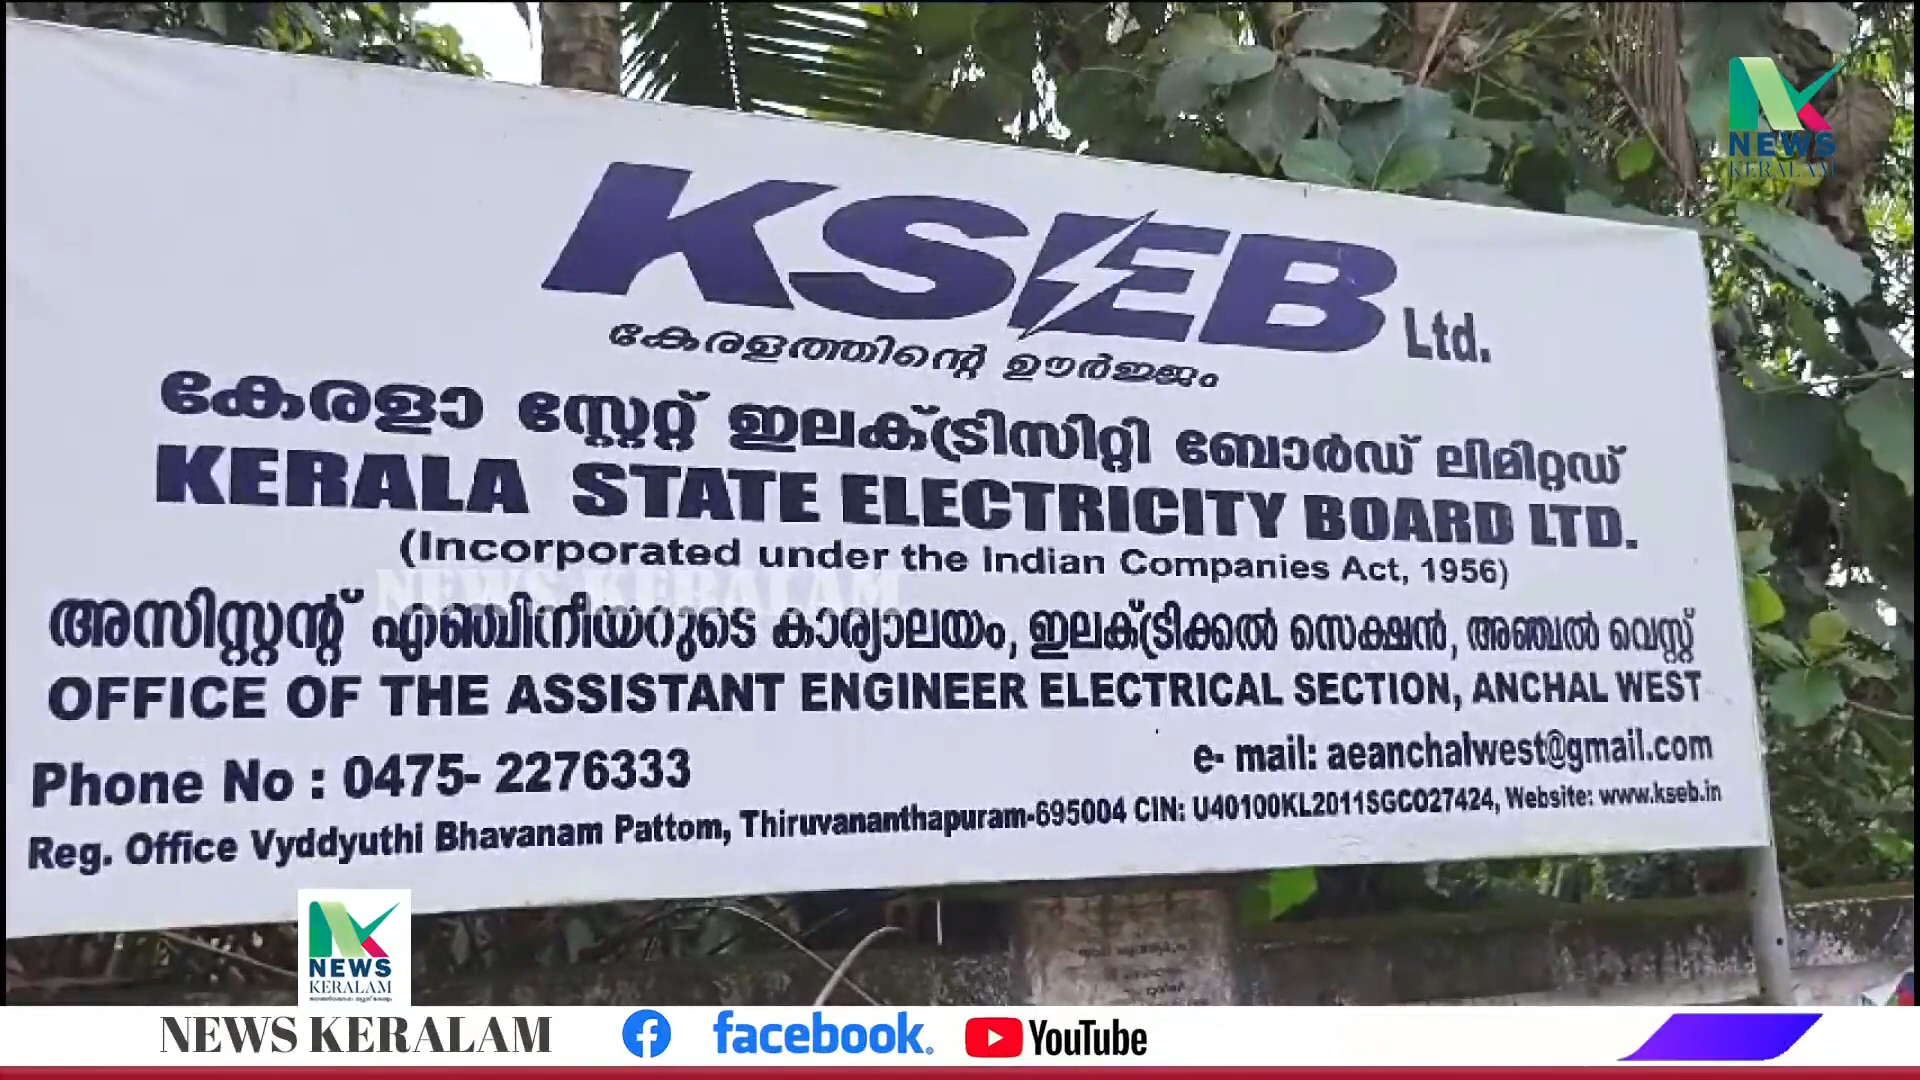 NEWS
KERALAM
KSEB Ltd.
കേരളത്തിന്റെ ഊർജ്ജം
കേരളാ സ്റ്റേറ്റ് ഇലക്ട്രിസിറ്റി ബോർഡ് ലിമിറ്റഡ്
KERALA STATE ELECTRICITY BOARD LTD.
(Incorporated under the Indian Companies Act, 1956)
NEWS KERALAM
അസിസ്റ്റന്റ് എഞ്ചിനീയറുടെ കാര്യാലയം, ഇലക്ട്രിക്കൽ സെക്ഷൻ, അഞ്ചൽ വെസ്റ്റ്
OFFICE OF THE ASSISTANT ENGINEER ELECTRICAL SECTION, ANCHAL WEST
Phone No : 0475- 2276333
e- mail: aeanchalwest@gmail.com
Reg. Office Vyddyuthi Bhavanam Pattom, Thiruvananthapuram-695004 CIN: U40100KL2011SGC027424, Website: www.kseb.in
NEWS
KERALAM
NEWS KERALAM facebook. YouTube